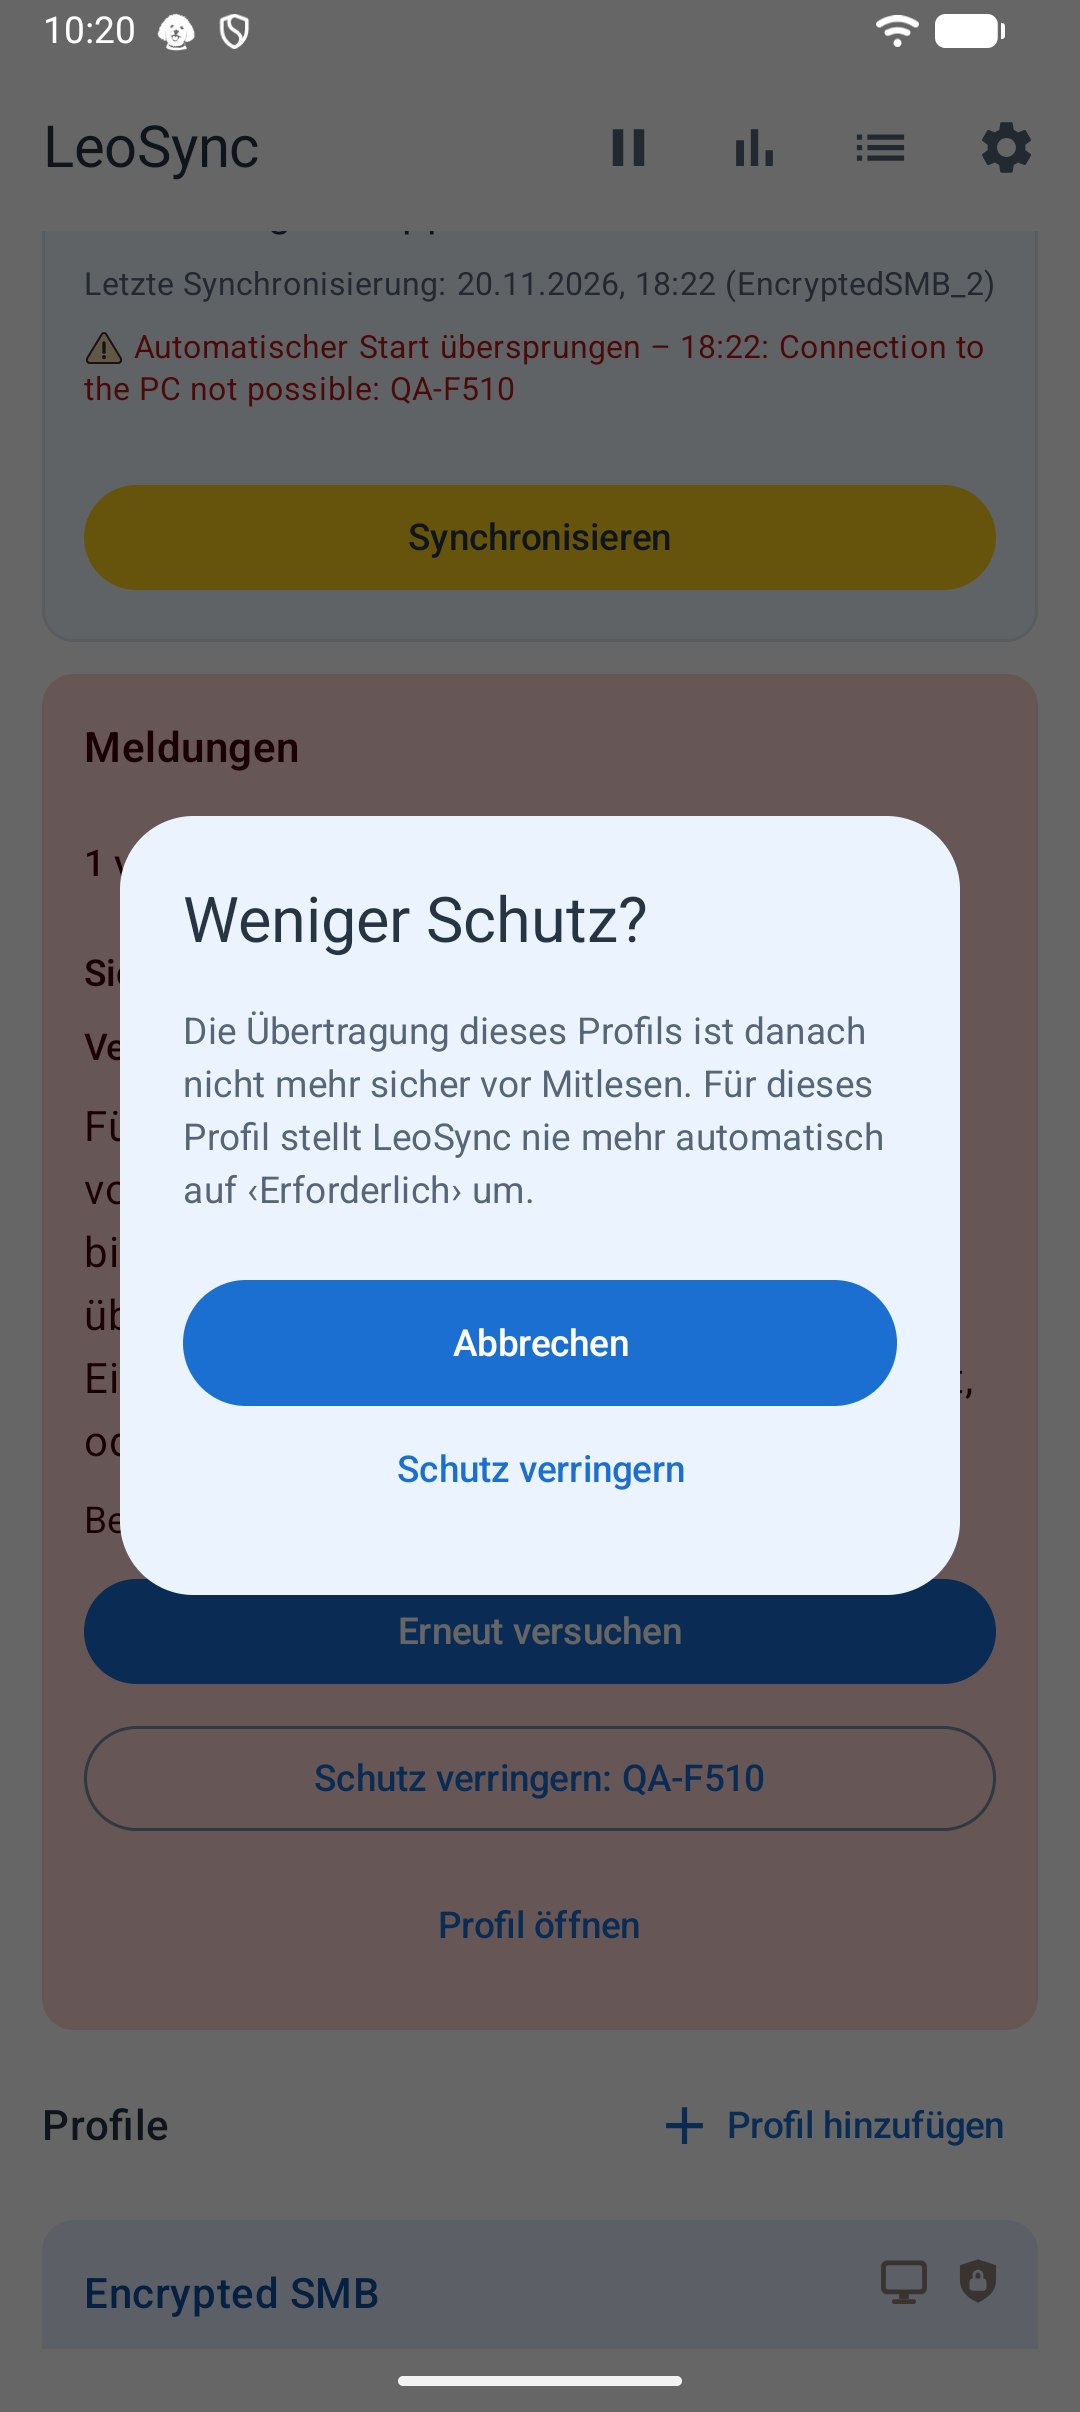 10:20
LeoSync
Letzte Synchronisierung: 20.11.2026, 18:22 (EncryptedSMB_2)
⚠ Automatischer Start übersprungen – 18:22: Connection to
the PC not possible: QA-F510
Synchronisieren
Meldungen
1
Weniger Schutz?
Die Übertragung dieses Profils ist danach
nicht mehr sicher vor Mitlesen. Für dieses
Profil stellt LeoSync nie mehr automatisch
auf ‹Erforderlich› um.
Abbrechen
Schutz verringern
Erneut versuchen
Schutz verringern: QA-F510
Profil öffnen
Profile
+ Profil hinzufügen
Encrypted SMB